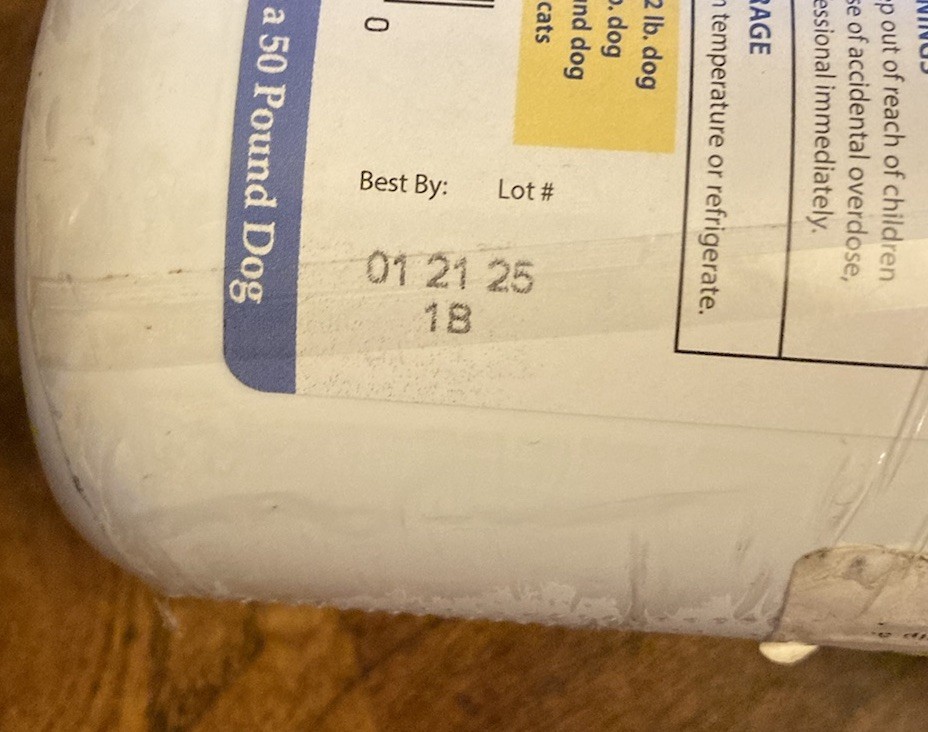 a 50 Pound Dog
0
Best By: Lot #
01 21 25
18
2 lb. dog
. dog
nd dog
cats
RAGE
temperature or refrigerate.
p out of reach of children
se of accidental overdose,
essional immediately.